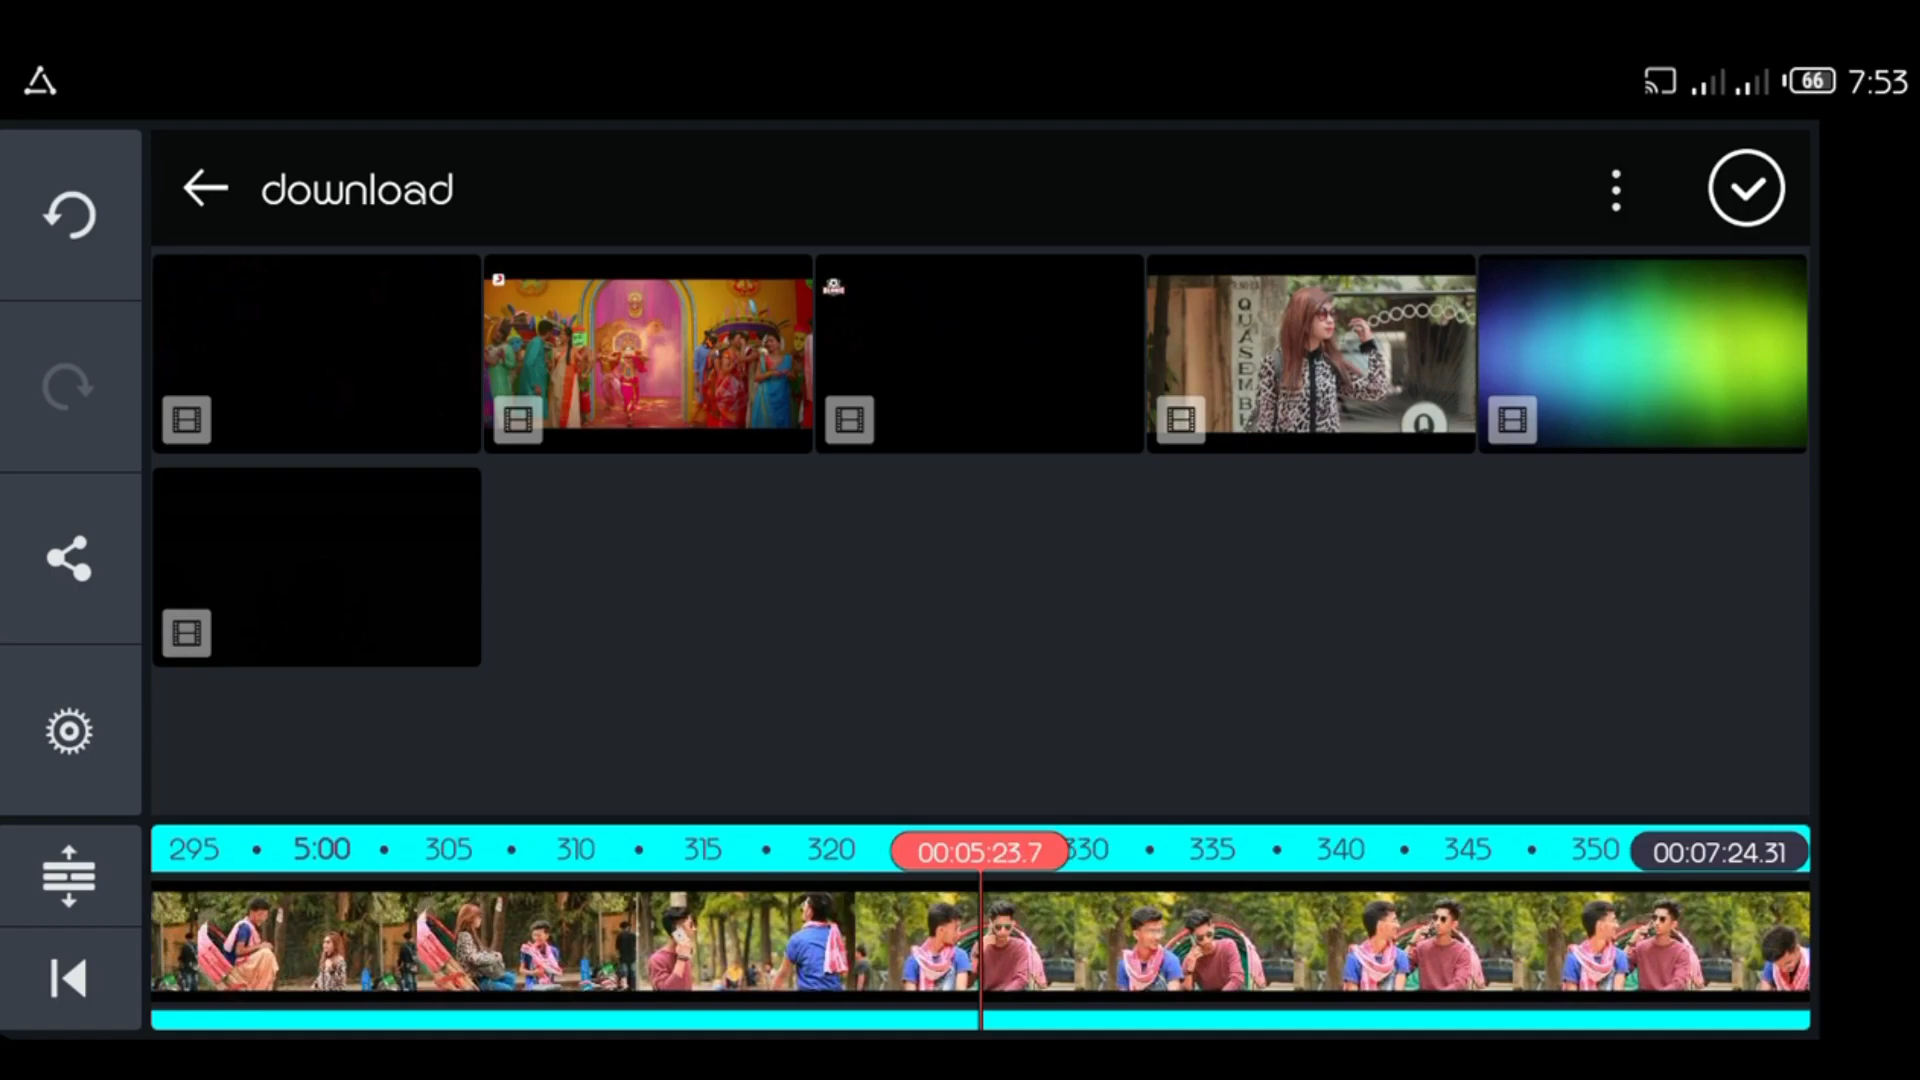 66 7:53
download
QUASEMB
295 • 5:00 • 305 • 310 • 315 • 320 00:05:23.7 330 • 335 • 340 • 345 • 350 00:07:24.31